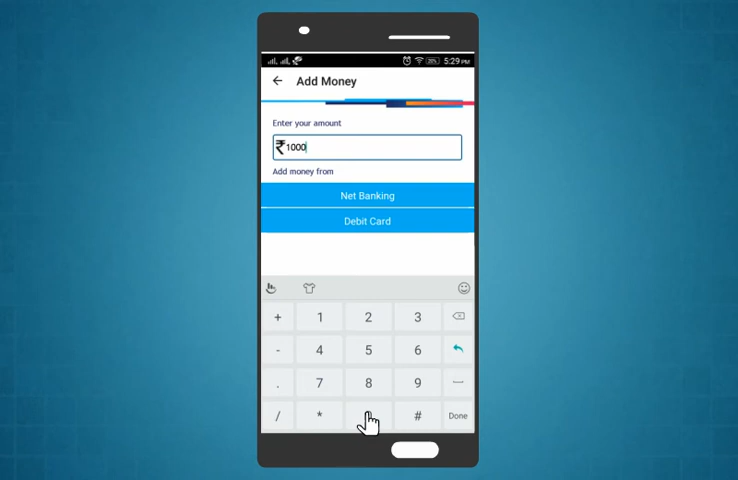 5:29 PM
Add Money
Enter your amount
₹1000
Add money from
Net Banking
Debit Card
+ 1 2 3
- 4 5 6
. 7 8 9
/ * # Done